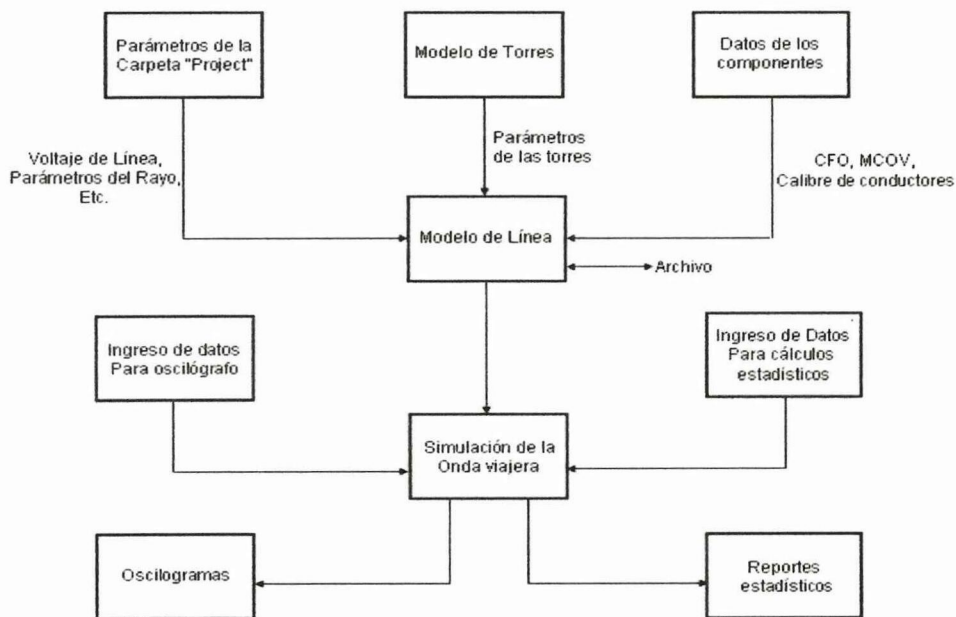 Parámetros de la
Carpeta "Project"
Modelo de Torres
Datos de los
componentes
Voltaje de Línea,
Parámetros del Rayo,
Etc.
Parámetros
de las torres
CFO, MCOV,
Calibre de conductores
Modelo de Línea
Archivo
Ingreso de datos
Para oscilógrafo
Ingreso de Datos
Para cálculos
estadísticos
Simulación de la
Onda viajera
Oscilogramas
Reportes
estadísticos